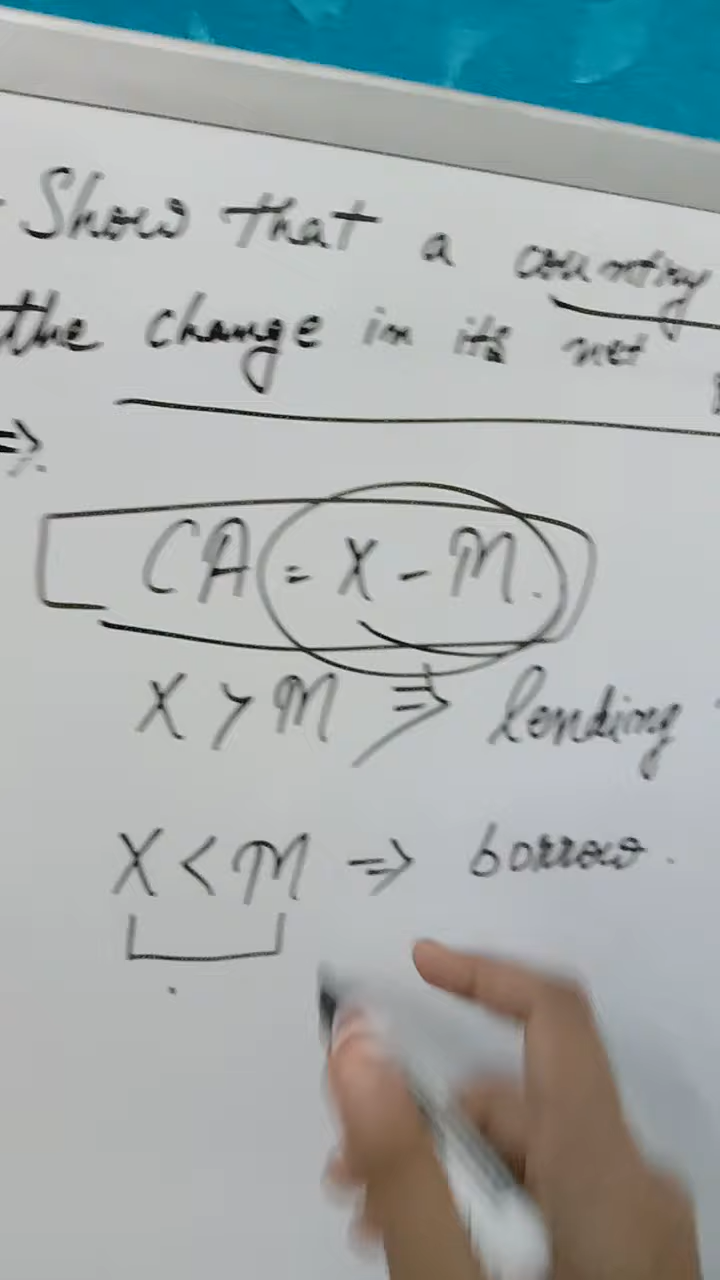 Show that a country
the change in its net
=>
CA = X - M.
X > M => lending
X < M => borrow.